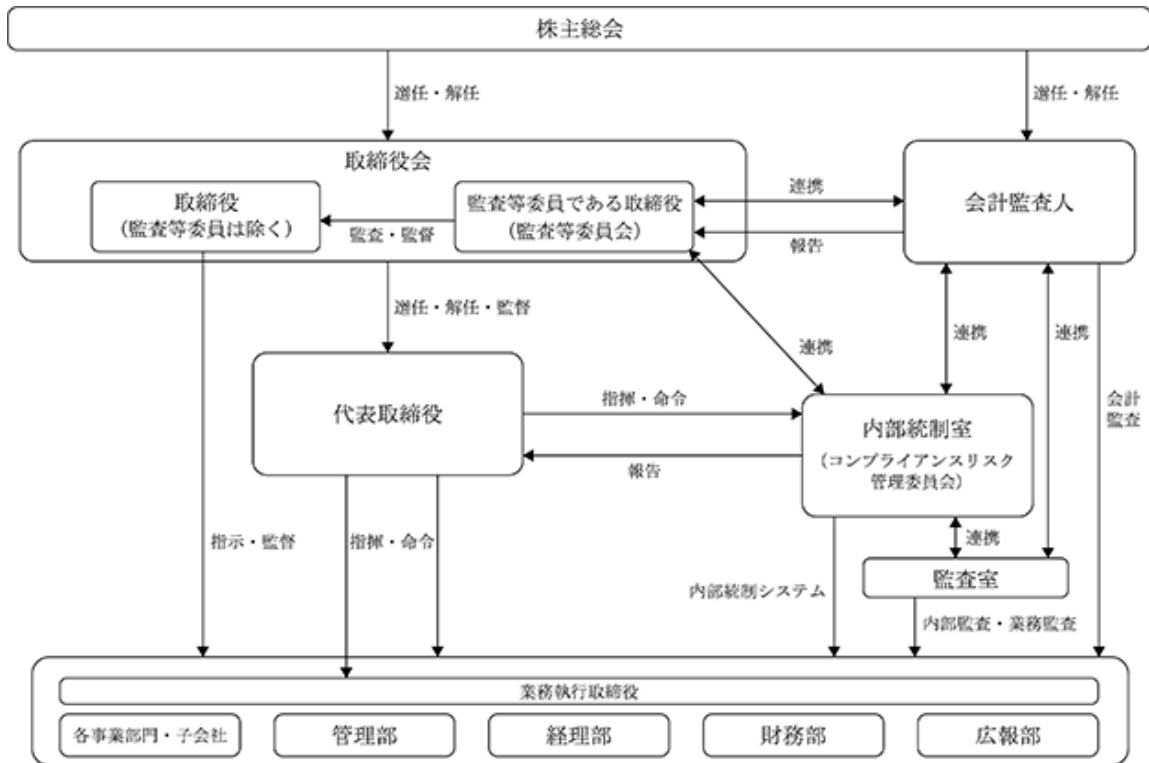 株主総会
選任・解任
選任・解任
取締役会
取締役
(監査等委員は除く)
監査・監督
監査等委員である取締役
(監査等委員会)
連携
報告
会計監査人
選任・解任・監督
連携
連携
連携
代表取締役
指揮・命令
報告
内部統制室
(コンプライアンスリスク
管理委員会)
会計
監査
指示・監督
指揮・命令
連携
監査室
内部統制システム
内部監査・業務監査
業務執行取締役
各事業部門・子会社
管理部
経理部
財務部
広報部